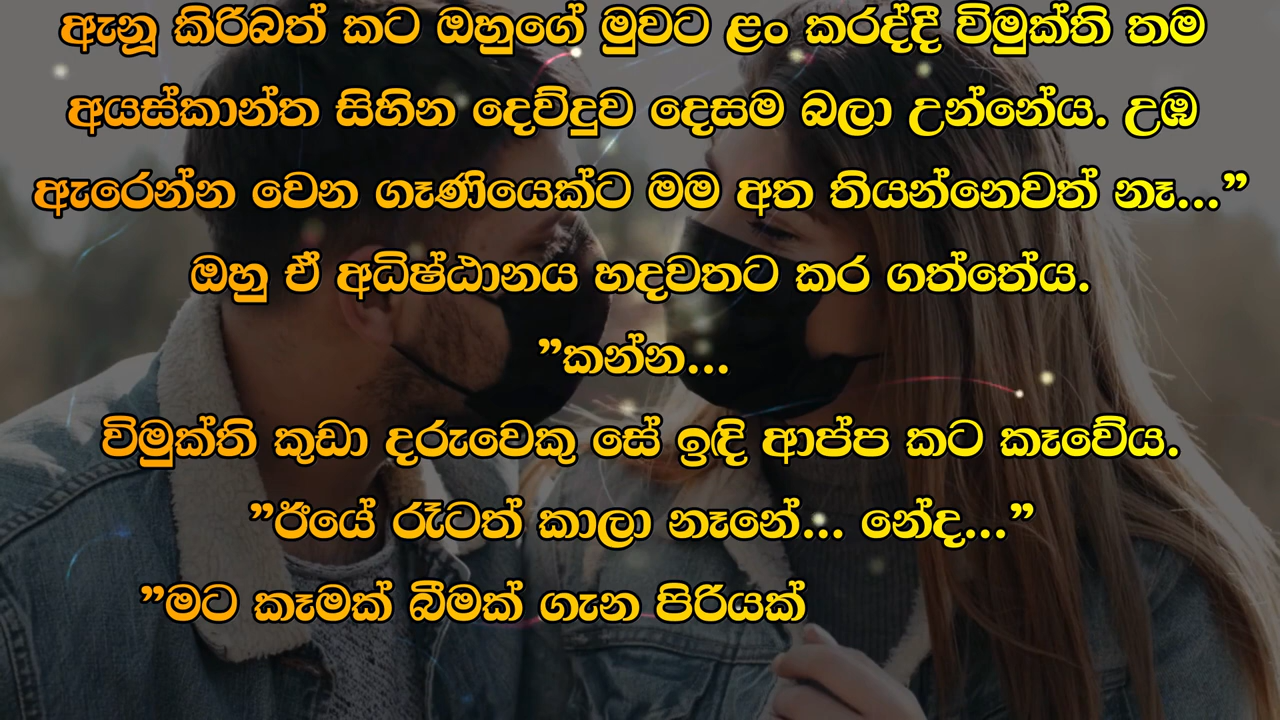 ඇනූ කිරිබත් කට ඔහුගේ මුවට ළං කරද්දී විමුක්ති තම
අයස්කාන්ත සිහින දෙව්දුව දෙසම බලා උන්නේය. උඹ
ඇරෙන්න වෙන ගෑණියෙක්ට මම අත තියන්නෙවත් නෑ...”
ඔහු ඒ අධිෂ්ඨානය හදවතට කර ගත්තේය.
”කන්න...
විමුක්ති කුඩා දරුවෙකු සේ ඉඳි ආප්ප කට කෑවේය.
”ඊයේ රෑටත් කාලා නෑනේ... නේද...”
”මට කෑමක් බීමක් ගැන පිරියක්